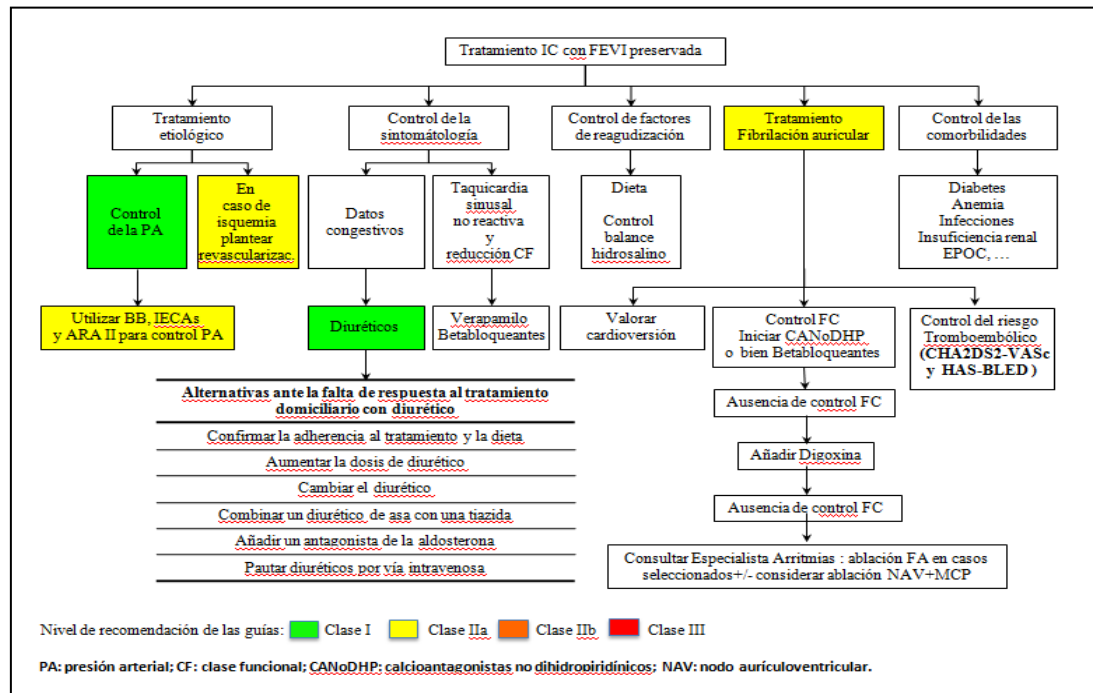 Tratamiento IC con FEVI preservada
Tratamiento
etiológico
Control de la
sintomátología
Control de factores
de reagudización
Tratamiento
Fibrilación auricular
Control de las
comorbilidades
Control
de la PA
En
caso de
isquemia
plantear
revascularizac.
Datos
congestivos
Taquicardia
sinusal
no reactiva
y
reducción CF
Dieta
Control
balance
hidrosalino
Diabetes
Anemia
Infecciones
Insuficiencia renal
EPOC, …
Utilizar BB, IECAs
y ARA II para control PA
Diuréticos
Verapamilo
Betabloqueantes
Valorar
cardioversión
Control FC
Iniciar CANoDHP
o bien Betabloqueantes
Control del riesgo
Tromboembólico
(CHA2DS2-VASc
y HAS-BLED )
Alternativas ante la falta de respuesta al tratamiento
domiciliario con diurético
Confirmar la adherencia al tratamiento y la dieta
Aumentar la dosis de diurético
Cambiar el diurético
Combinar un diurético de asa con una tiazida
Añadir un antagonista de la aldosterona
Pautar diuréticos por vía intravenosa
Ausencia de control FC
Añadir Digoxina
Ausencia de control FC
Consultar Especialista Arritmias : ablación FA en casos
seleccionados+/- considerar ablación NAV+MCP
Nivel de recomendación de las guías: Clase I Clase IIa Clase IIb Clase III
PA: presión arterial; CF: clase funcional; CANoDHP: calcioantagonistas no dihidropiridínicos; NAV: nodo aurículoventricular.